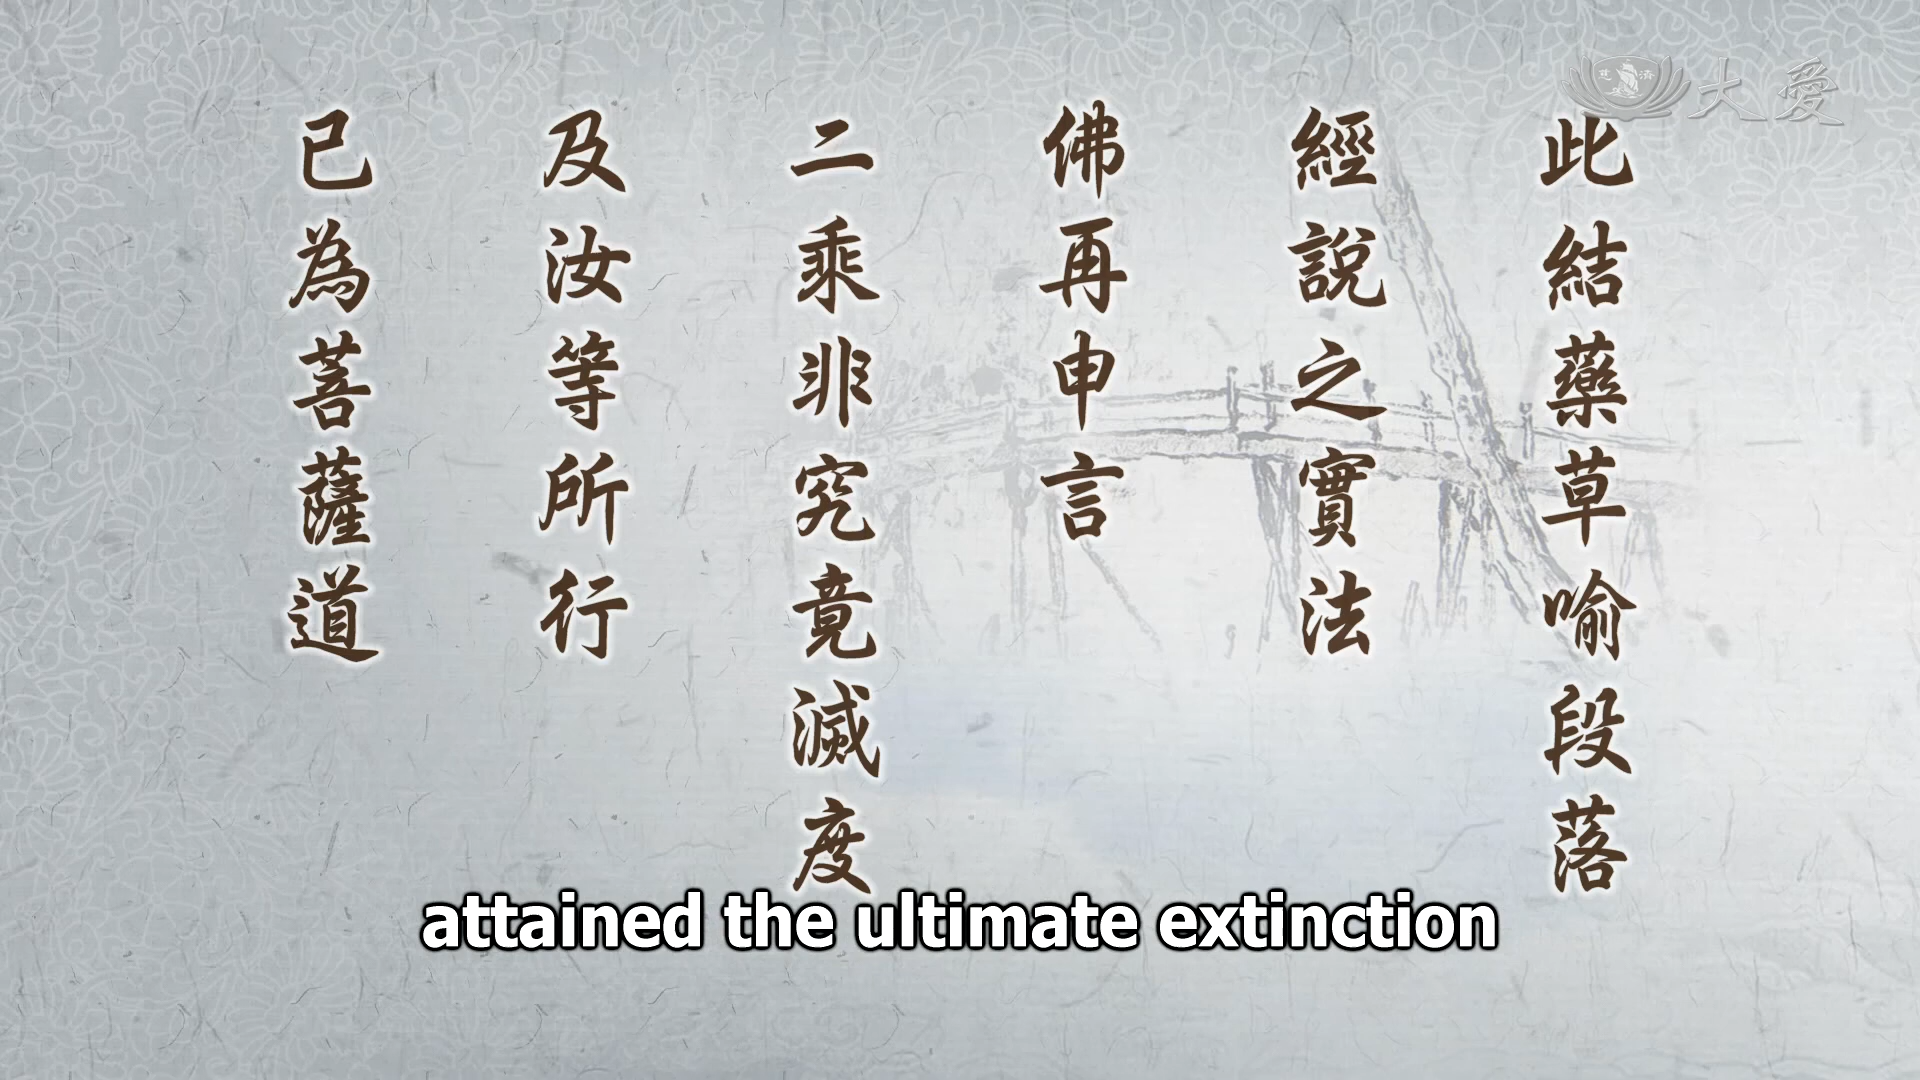 此結藥草喻段落
經說之實法
佛再申言
二乘非究竟滅度
及汝等所行
已為菩薩道
attained the ultimate extinction
慈濟
大愛